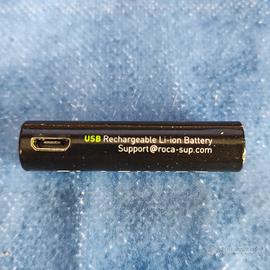 USB Rechargeable Li-ion Battery
Support@roca-sup.com